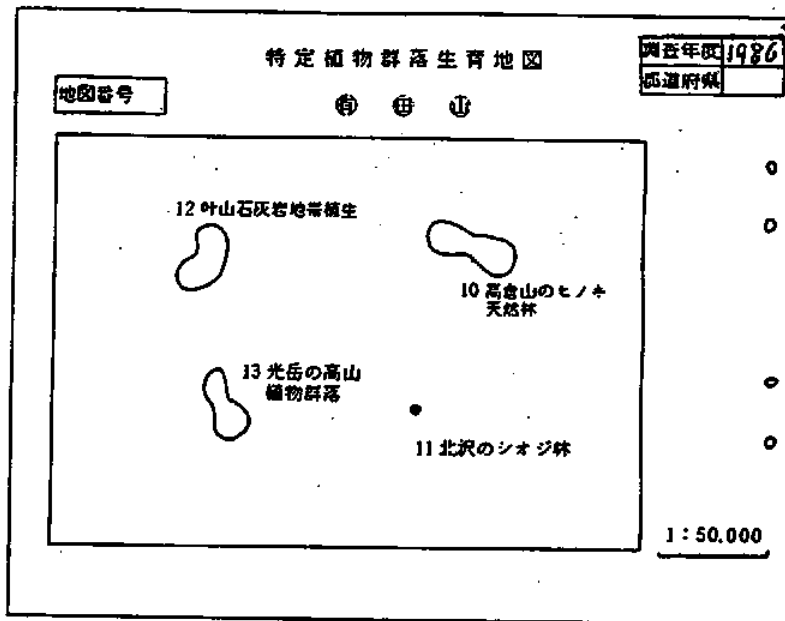 特定植物群落生育地図
調査年度 1986
都道府県
地図番号
12 叶山石灰岩地帯植生
10 高倉山のヒノキ
天然林
13 光岳の高山
植物群落
11 北沢のシオジ林
1:50.000